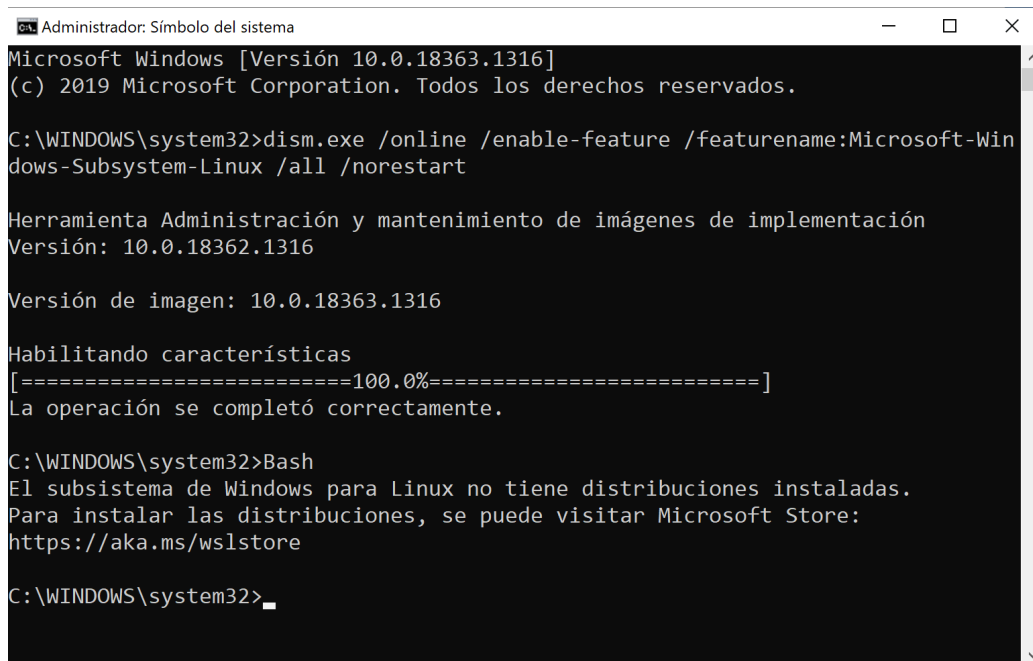 Administrador: Símbolo del sistema
Microsoft Windows [Versión 10.0.18363.1316]
(c) 2019 Microsoft Corporation. Todos los derechos reservados.
C:\WINDOWS\system32>dism.exe /online /enable-feature /featurename:Microsoft-Win
dows-Subsystem-Linux /all /norestart
Herramienta Administración y mantenimiento de imágenes de implementación
Versión: 10.0.18362.1316
Versión de imagen: 10.0.18363.1316
Habilitando características
[==========================100.0%==========================]
La operación se completó correctamente.
C:\WINDOWS\system32>Bash
El subsistema de Windows para Linux no tiene distribuciones instaladas.
Para instalar las distribuciones, se puede visitar Microsoft Store:
https://aka.ms/wslstore
C:\WINDOWS\system32>